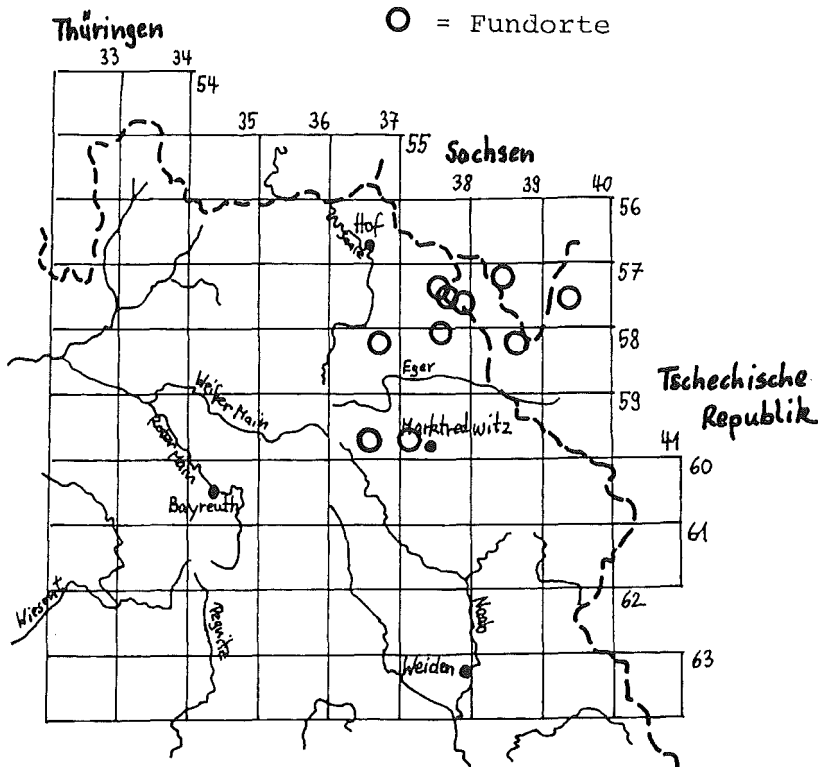 O = Fundorte
Thüringen
33 34
54
35 36 37
55
Sachsen
38 39 40
56
Hof
57
58
Eger
Weißer Main
59
Tschechische
Republik
Marktredwitz
41
Roter Main
60
Bayreuth
61
Wiesent
62
Pegnitz
Naab
63
Weiden